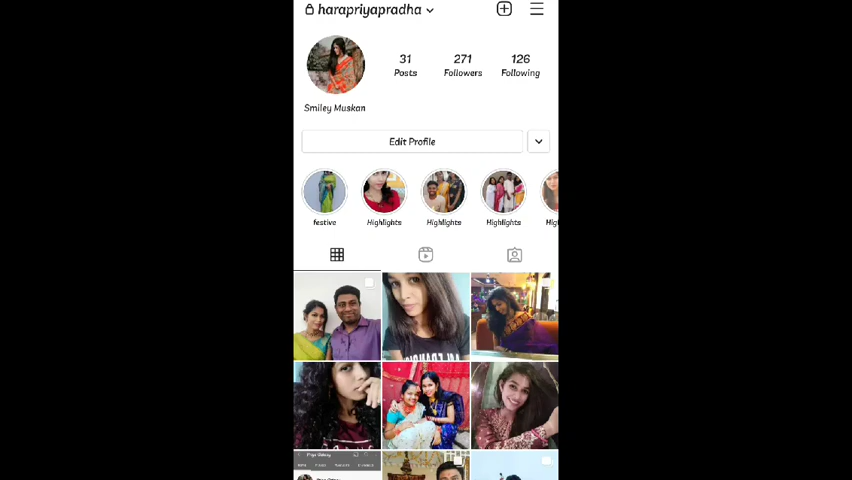 harapriyapradha
31 271 126
Posts Followers Following
Smiley Muskan
Edit Profile
festive Highlights Highlights Highlights